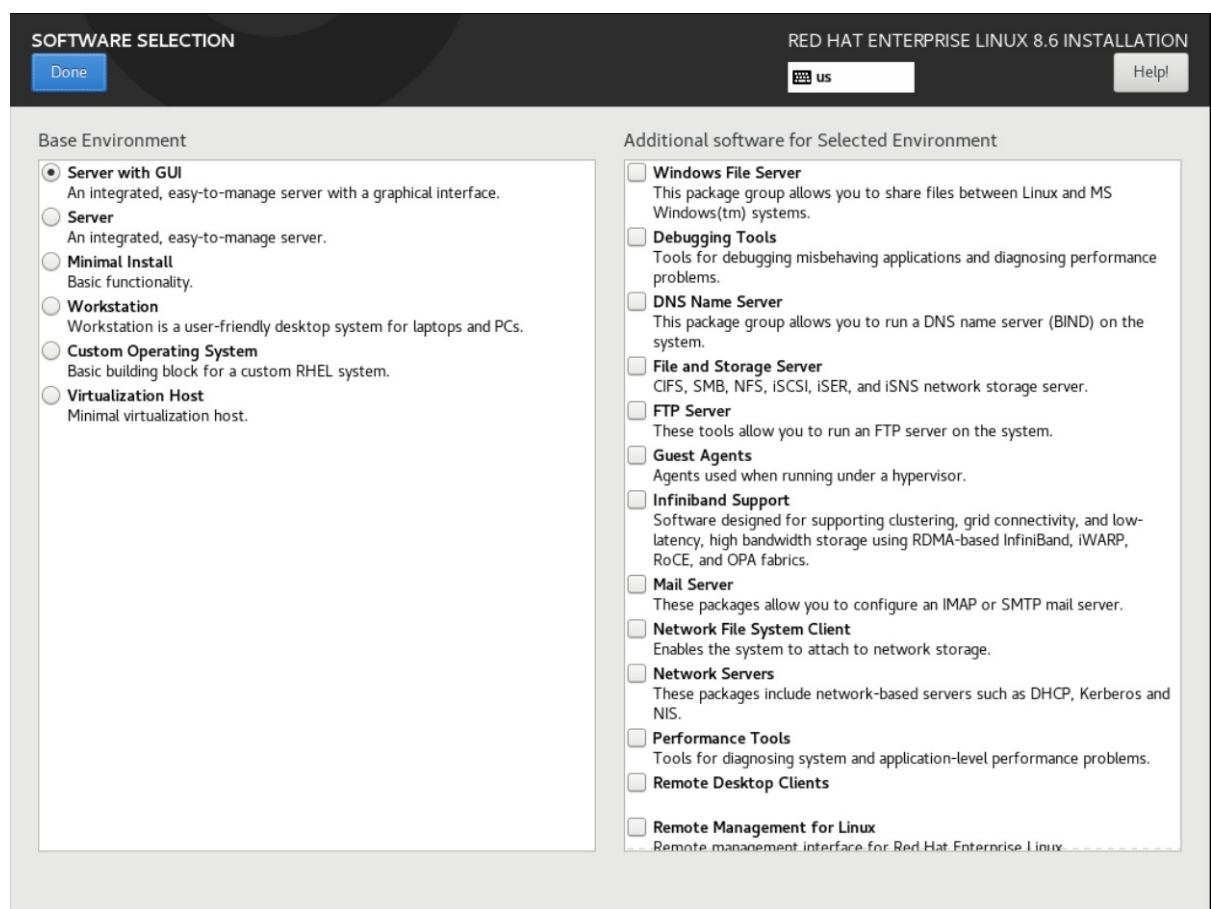 SOFTWARE SELECTION
RED HAT ENTERPRISE LINUX 8.6 INSTALLATION
Done
us
Help!
Base Environment
Server with GUI
An integrated, easy-to-manage server with a graphical interface.
Server
An integrated, easy-to-manage server.
Minimal Install
Basic functionality.
Workstation
Workstation is a user-friendly desktop system for laptops and PCs.
Custom Operating System
Basic building block for a custom RHEL system.
Virtualization Host
Minimal virtualization host.
Additional software for Selected Environment
Windows File Server
This package group allows you to share files between Linux and MS
Windows(tm) systems.
Debugging Tools
Tools for debugging misbehaving applications and diagnosing performance
problems.
DNS Name Server
This package group allows you to run a DNS name server (BIND) on the
system.
File and Storage Server
CIFS, SMB, NFS, iSCSI, iSER, and iSNS network storage server.
FTP Server
These tools allow you to run an FTP server on the system.
Guest Agents
Agents used when running under a hypervisor.
Infiniband Support
Software designed for supporting clustering, grid connectivity, and low-
latency, high bandwidth storage using RDMA-based InfiniBand, iWARP,
RoCE, and OPA fabrics.
Mail Server
These packages allow you to configure an IMAP or SMTP mail server.
Network File System Client
Enables the system to attach to network storage.
Network Servers
These packages include network-based servers such as DHCP, Kerberos and
NIS.
Performance Tools
Tools for diagnosing system and application-level performance problems.
Remote Desktop Clients
Remote Management for Linux
Remote management interface for Red Hat Enterprise Linux